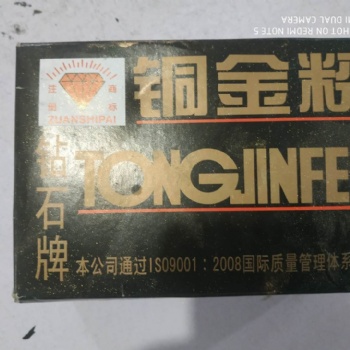 SHOT ON REDMI NOTE 5
MI DUAL CAMERA
注册
商标
ZUANSHIPAI
铜金粉
TONGJINFE
钻石牌
本公司通过ISO9001:2008国际质量管理体系